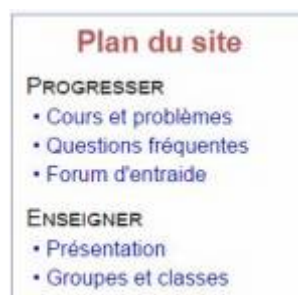 Plan du site
PROGRESSER
• Cours et problèmes
• Questions fréquentes
• Forum d'entraide
ENSEIGNER
• Présentation
• Groupes et classes